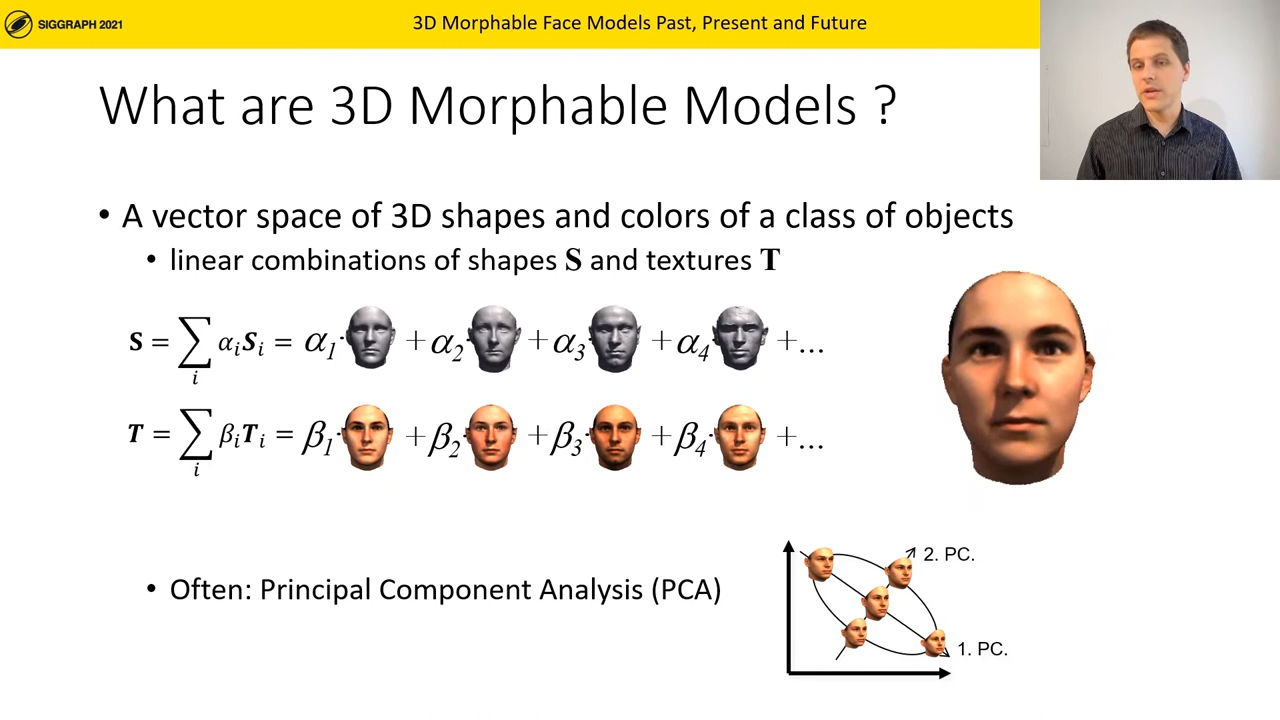 SIGGRAPH 2021
3D Morphable Face Models Past, Present and Future
What are 3D Morphable Models ?
• A vector space of 3D shapes and colors of a class of objects
• linear combinations of shapes S and textures T
S = ∑ᵢ αᵢSᵢ = α₁· + α₂· + α₃· + α₄· +...
T = ∑ᵢ βᵢTᵢ = β₁· + β₂· + β₃· + β₄· +...
2. PC.
• Often: Principal Component Analysis (PCA)
1. PC.